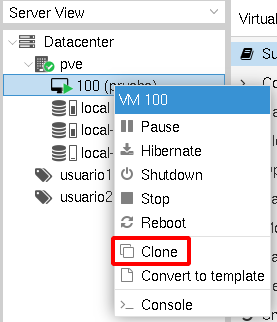 Server View
Virtual
Datacenter
pve
100 (prueba)
VM 100
Pause
Hibernate
Shutdown
Stop
Reboot
Clone
Convert to template
Console
local
local-
local-
usuario1
usuario2
Su
Co